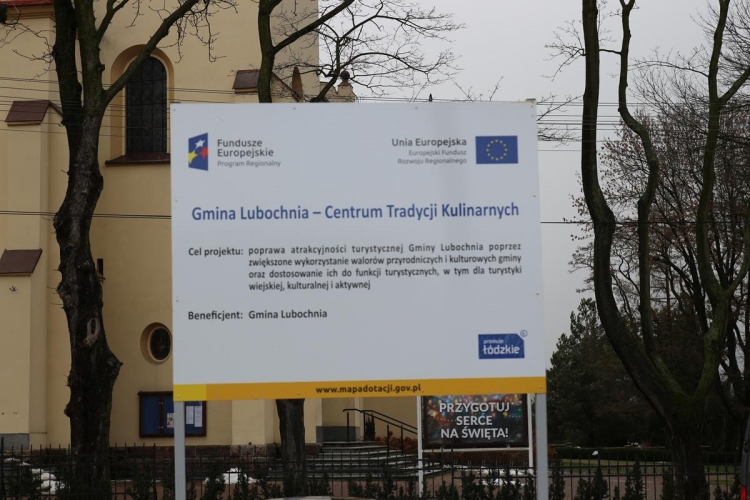 Fundusze
Europejskie
Program Regionalny
Unia Europejska
Europejski Fundusz
Rozwoju Regionalnego
Gmina Lubochnia – Centrum Tradycji Kulinarnych
Cel projektu: poprawa atrakcyjności turystycznej Gminy Lubochnia poprzez
zwiększone wykorzystanie walorów przyrodniczych i kulturowych gminy
oraz dostosowanie ich do funkcji turystycznych, w tym dla turystyki
wiejskiej, kulturalnej i aktywnej
Beneficjent: Gmina Lubochnia
promuje
łódzkie
©
www.mapadotacji.gov.pl
PRZYGOTUJ
SERCE
NA ŚWIĘTA!